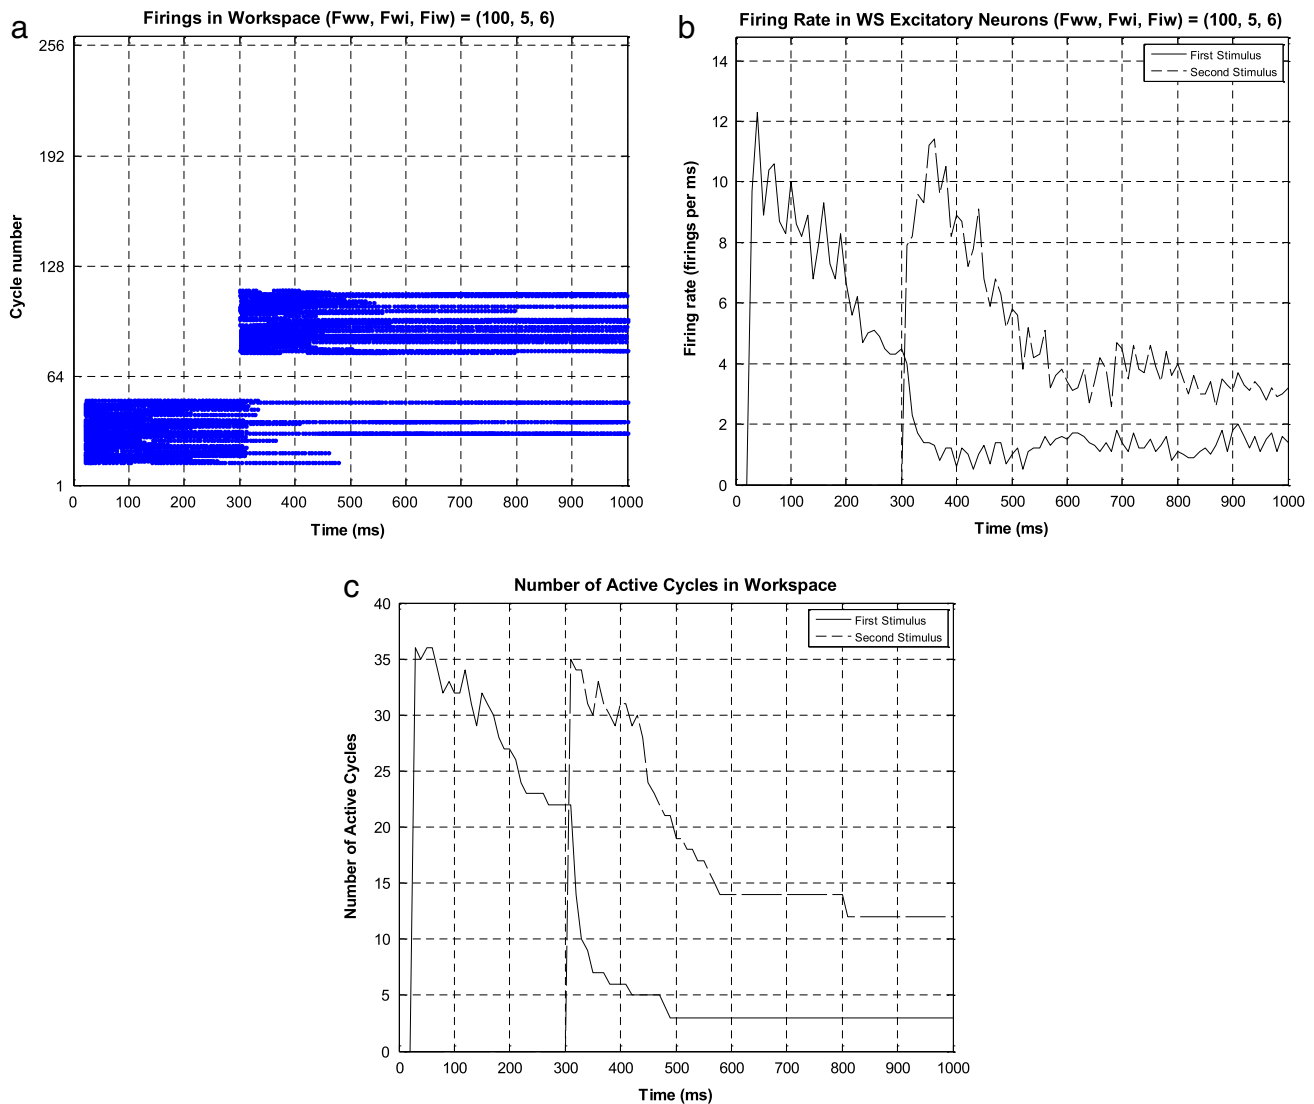 a
Firings in Workspace (Fww, Fwi, Fiw) = (100, 5, 6)
256
192
128
64
1
Cycle number
0 100 200 300 400 500 600 700 800 900 1000
Time (ms)
b
Firing Rate in WS Excitatory Neurons (Fww, Fwi, Fiw) = (100, 5, 6)
First Stimulus
Second Stimulus
14
12
10
8
6
4
2
0
Firing rate (firings per ms)
0 100 200 300 400 500 600 700 800 900 1000
Time (ms)
c
Number of Active Cycles in Workspace
First Stimulus
Second Stimulus
40
35
30
25
20
15
10
5
0
Number of Active Cycles
0 100 200 300 400 500 600 700 800 900 1000
Time (ms)